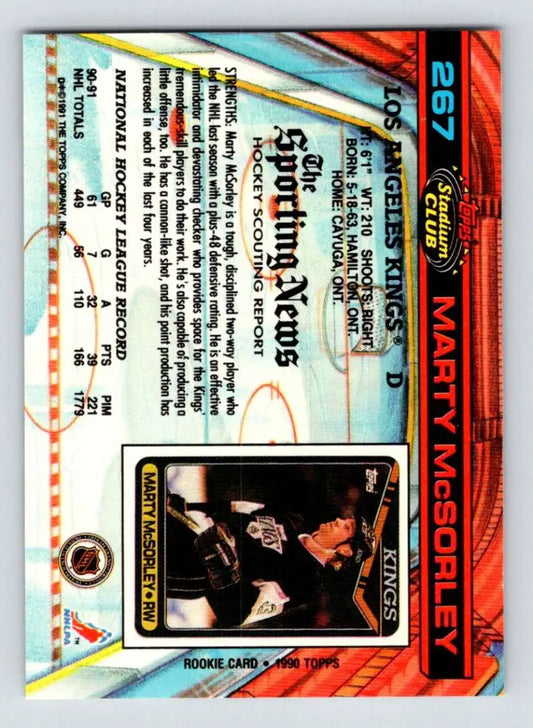 267
TOPPS
Stadium
CLUB
MARTY McSORLEY
LOS ANGELES KINGS® D
HT: 6'1" WT: 210 SHOOTS: RIGHT
BORN: 5-18-63, HAMILTON, ONT.
HOME: CAYUGA, ONT.
The
Sporting News
HOCKEY SCOUTING REPORT
STRENGTHS: Marty McSorley is a tough, disciplined two-way player who
led the NHL last season with a plus-48 defensive rating. He is an effective
intimidator and devastating checker who provides space for the Kings'
tremendous-skill players to do their work. He's also capable of producing a
little offense, too. He has a cannon-like shot, and his point production has
increased in each of the last four years.
NATIONAL HOCKEY LEAGUE RECORD
GP G A PTS PIM
90-91 61 7 32 39 221
NHL TOTALS 449 56 110 166 1779
D®©1991 THE TOPPS COMPANY, INC.
KINGS
TOPPS
MARTY McSORLEY • RW
ROOKIE CARD • 1990 TOPPS
NHL
NHLPA
TM